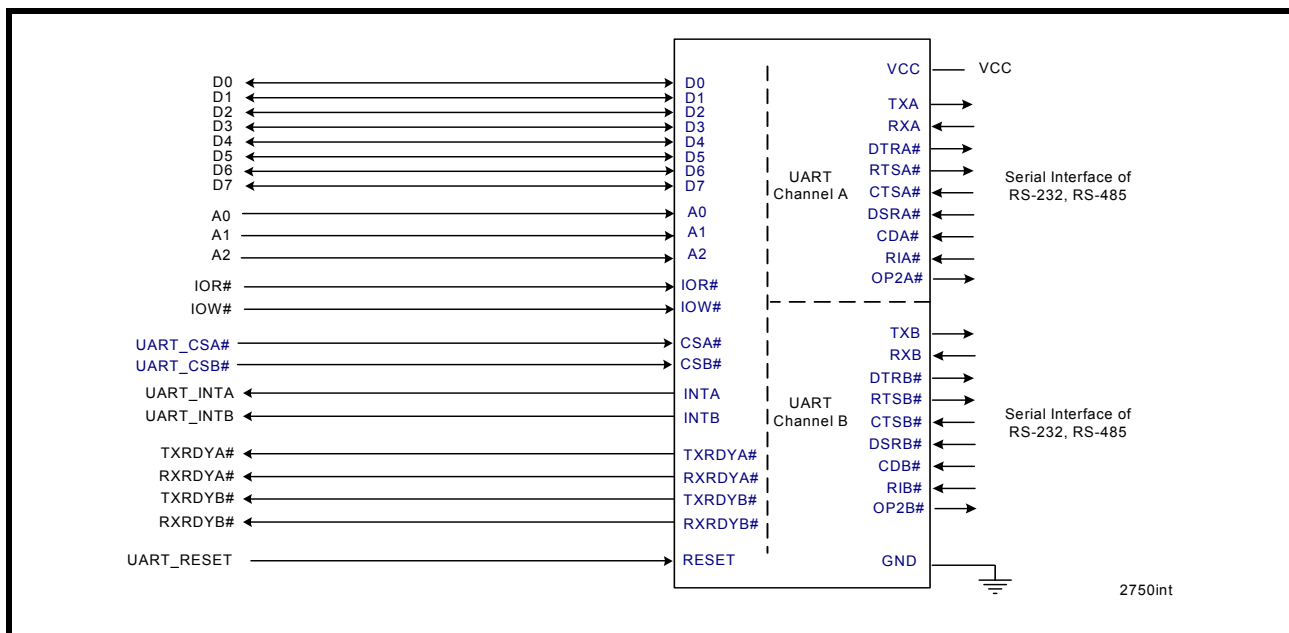 D0
D1
D2
D3
D4
D5
D6
D7
A0
A1
A2
IOR#
IOW#
UART_CSA#
UART_CSB#
UART_INTA
UART_INTB
TXRDYA#
RXRDYA#
TXRDYB#
RXRDYB#
UART_RESET
D0
D1
D2
D3
D4
D5
D6
D7
A0
A1
A2
IOR#
IOW#
CSA#
CSB#
INTA
INTB
TXRDYA#
RXRDYA#
TXRDYB#
RXRDYB#
RESET
UART
Channel A
UART
Channel B
VCC
TXA
RXA
DTRA#
RTSA#
CTSA#
DSRA#
CDA#
RIA#
OP2A#
TXB
RXB
DTRB#
RTSB#
CTSB#
DSRB#
CDB#
RIB#
OP2B#
GND
VCC
Serial Interface of
RS-232, RS-485
Serial Interface of
RS-232, RS-485
2750int